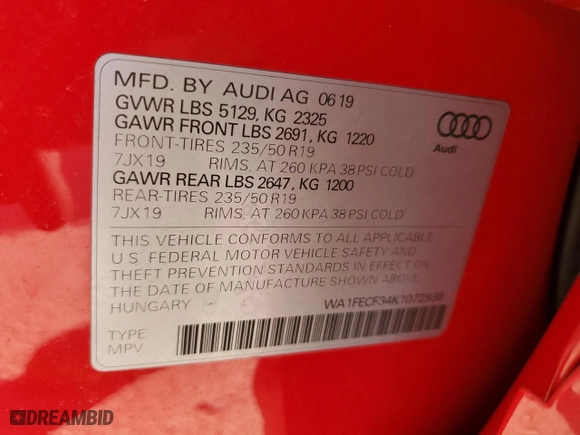 MFD. BY AUDI AG 06 19
GVWR LBS 5129, KG 2325
GAWR FRONT LBS 2691, KG 1220
FRONT-TIRES 235/50 R19
7JX19 RIMS, AT 260 KPA 38 PSI COLD
GAWR REAR LBS 2647, KG 1200
REAR-TIRES 235/50 R19
7JX19 RIMS, AT 260 KPA 38 PSI COLD
Audi
THIS VEHICLE CONFORMS TO ALL APPLICABLE
U.S. FEDERAL MOTOR VEHICLE SAFETY AND
THEFT PREVENTION STANDARDS IN EFFECT ON
THE DATE OF MANUFACTURE SHOWN ABOVE.
HUNGARY
TYPE:
MPV
DREAMBID